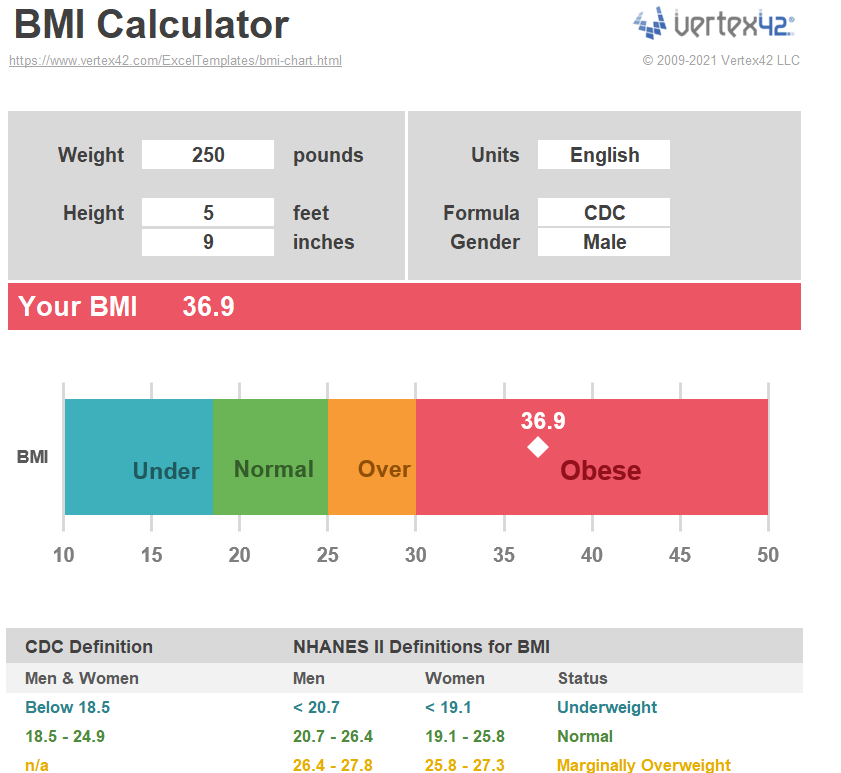 BMI Calculator
vertex42®
https://www.vertex42.com/ExcelTemplates/bmi-chart.html
© 2009-2021 Vertex42 LLC
Weight 250 pounds
Units English
Height 5 feet
Formula CDC
9 inches
Gender Male
Your BMI 36.9
36.9
BMI
Under Normal Over Obese
10 15 20 25 30 35 40 45 50
CDC Definition NHANES II Definitions for BMI
Men & Women Men Women Status
Below 18.5 < 20.7 < 19.1 Underweight
18.5 - 24.9 20.7 - 26.4 19.1 - 25.8 Normal
n/a 26.4 - 27.8 25.8 - 27.3 Marginally Overweight